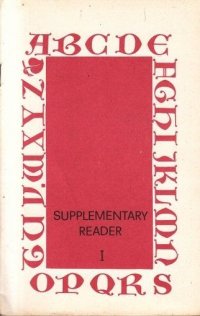 ABCDE
FGHIJKLMN
OPQRS
TUVWXYZ
SUPPLEMENTARY
READER
I